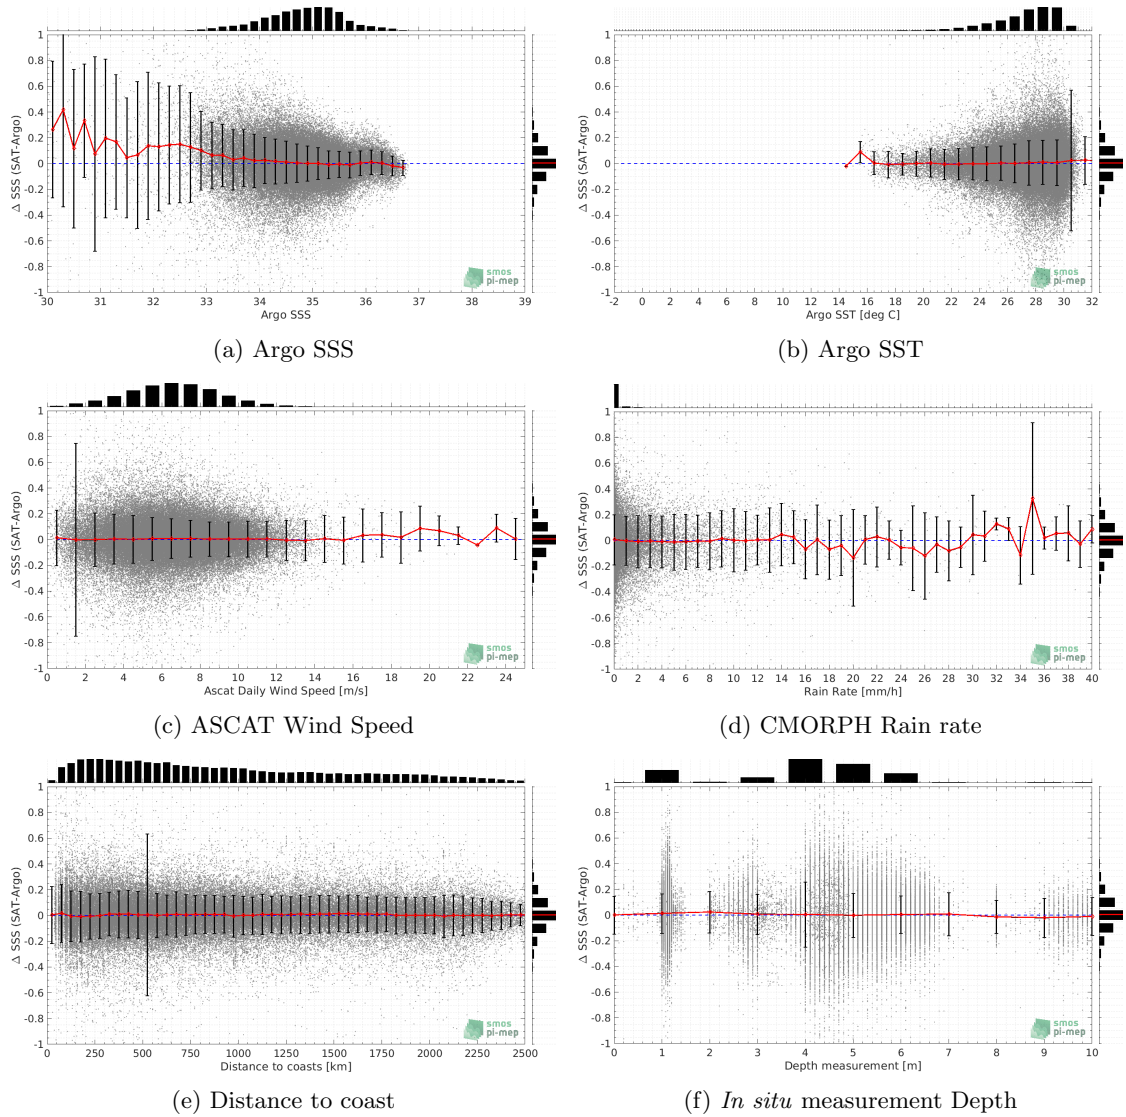 1
0.8
0.6
0.4
0.2
0
-0.2
-0.4
-0.6
-0.8
-1
Δ SSS (SAT-Argo)
30 31 32 33 34 35 36 37 38 39
Argo SSS
smos
pi-mep
(a) Argo SSS
1
0.8
0.6
0.4
0.2
0
-0.2
-0.4
-0.6
-0.8
-1
Δ SSS (SAT-Argo)
-2 0 2 4 6 8 10 12 14 16 18 20 22 24 26 28 30 32
Argo SST [deg C]
smos
pi-mep
(b) Argo SST
1
0.8
0.6
0.4
0.2
0
-0.2
-0.4
-0.6
-0.8
-1
Δ SSS (SAT-Argo)
0 2 4 6 8 10 12 14 16 18 20 22 24
Ascat Daily Wind Speed [m/s]
smos
pi-mep
(c) ASCAT Wind Speed
1
0.8
0.6
0.4
0.2
0
-0.2
-0.4
-0.6
-0.8
-1
Δ SSS (SAT-Argo)
0 2 4 6 8 10 12 14 16 18 20 22 24 26 28 30 32 34 36 38 40
Rain Rate [mm/h]
smos
pi-mep
(d) CMORPH Rain rate
1
0.8
0.6
0.4
0.2
0
-0.2
-0.4
-0.6
-0.8
-1
Δ SSS (SAT-Argo)
0 250 500 750 1000 1250 1500 1750 2000 2250 2500
Distance to coasts [km]
smos
pi-mep
(e) Distance to coast
1
0.8
0.6
0.4
0.2
0
-0.2
-0.4
-0.6
-0.8
-1
Δ SSS (SAT-Argo)
0 1 2 3 4 5 6 7 8 9 10
Depth measurement [m]
smos
pi-mep
(f) In situ measurement Depth